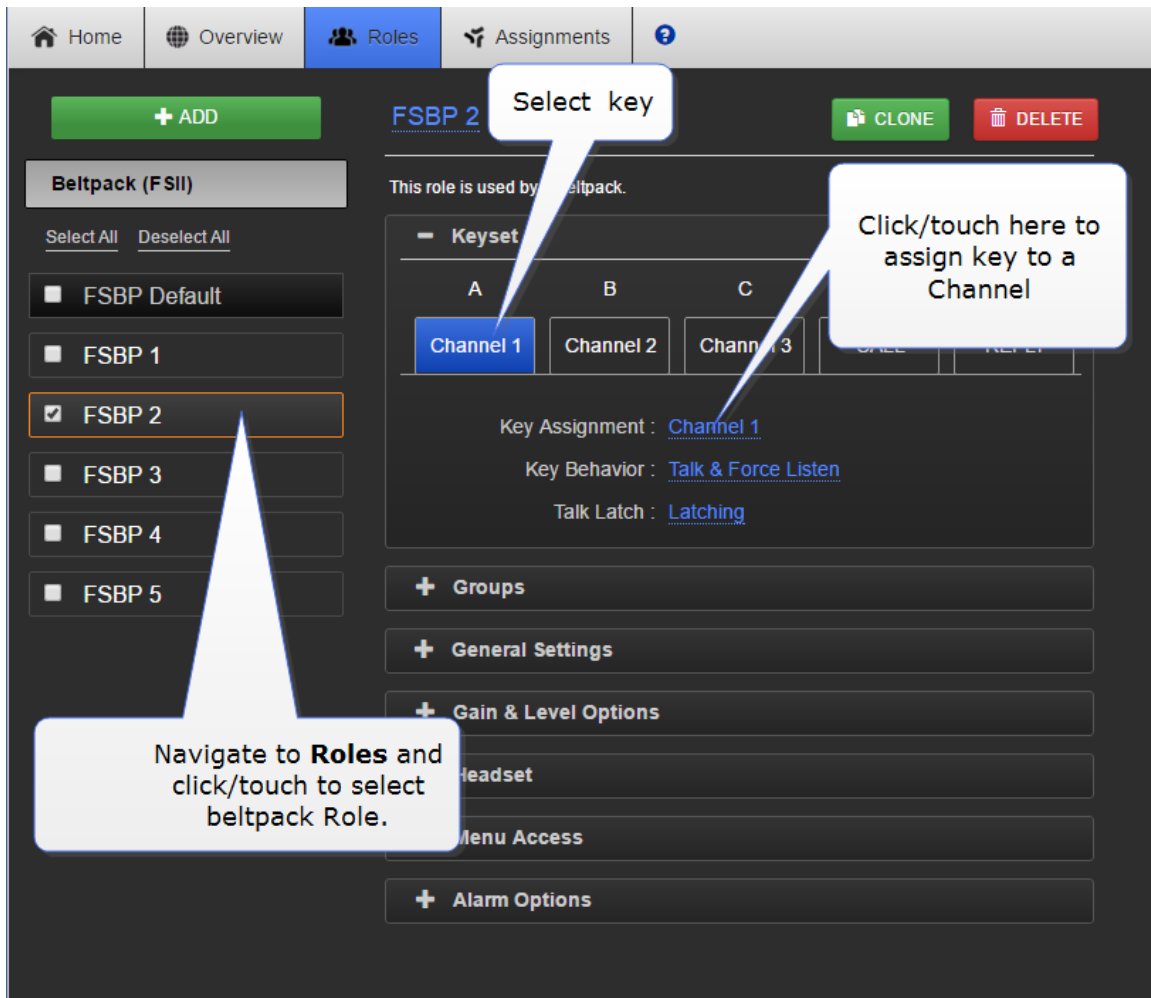 Home Overview Roles Assignments ?
+ ADD
Beltpack (FSII)
Select All Deselect All
FSBP Default
FSBP 1
FSBP 2
FSBP 3
FSBP 4
FSBP 5
FSBP 2
Select key
CLONE DELETE
This role is used by eltpack.
Click/touch here to
assign key to a
Channel
Keyset
A B C
Channel 1 Channel 2 Channel 3
Key Assignment : Channel 1
Key Behavior : Talk & Force Listen
Talk Latch : Latching
Groups
General Settings
Gain & Level Options
Headset
Menu Access
Alarm Options
Navigate to Roles and
click/touch to select
beltpack Role.